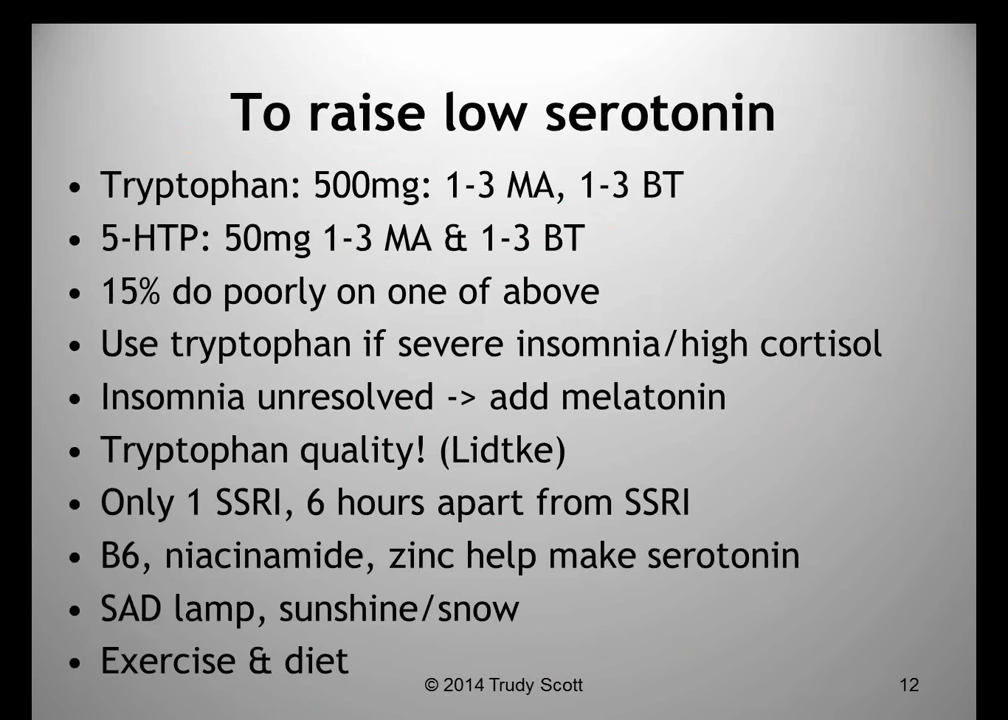 To raise low serotonin
• Tryptophan: 500mg: 1-3 MA, 1-3 BT
• 5-HTP: 50mg 1-3 MA & 1-3 BT
• 15% do poorly on one of above
• Use tryptophan if severe insomnia/high cortisol
• Insomnia unresolved -> add melatonin
• Tryptophan quality! (Lidtke)
• Only 1 SSRI, 6 hours apart from SSRI
• B6, niacinamide, zinc help make serotonin
• SAD lamp, sunshine/snow
• Exercise & diet
© 2014 Trudy Scott
12